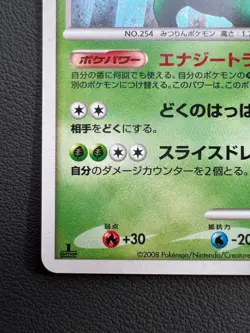 NO.254 みつりんポケモン 高さ:1.7
ポケパワー エナジートラ
自分の番に何回でも使える。自分のポケモンの
別のポケモンにつけ替える。このパワーは、この
どくのはっぱ
相手をどくにする。
スライスドレ
自分のダメージカウンターを2個とる。
弱点 抵抗力
+30 -20
1 EDITION
©2008 Pokémon/Nintendo/Creature